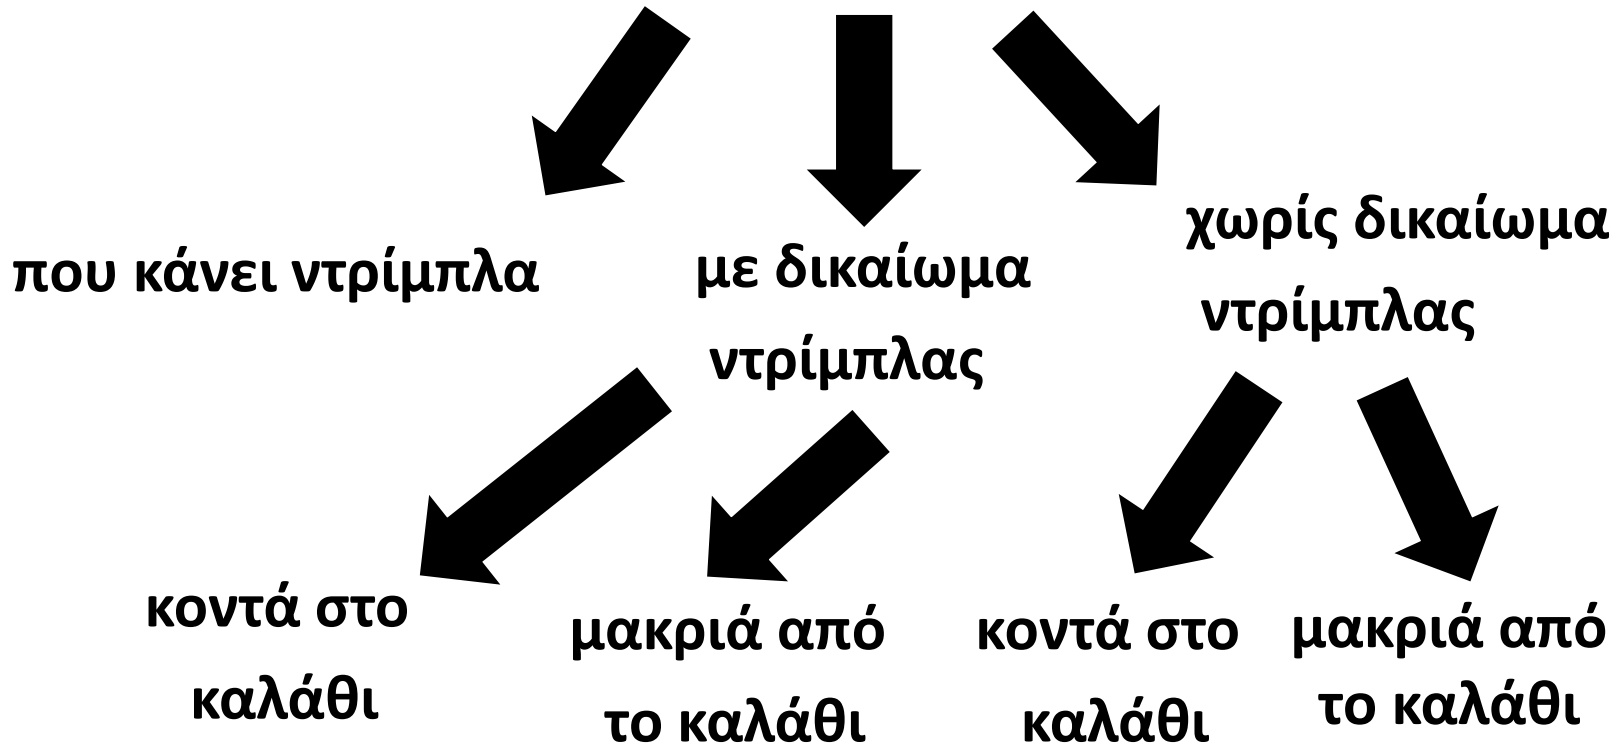 που κάνει ντρίμπλα
με δικαίωμα
ντρίμπλας
χωρίς δικαίωμα
ντρίμπλας
κοντά στο
καλάθι
μακριά από
το καλάθι
κοντά στο
καλάθι
μακριά από
το καλάθι